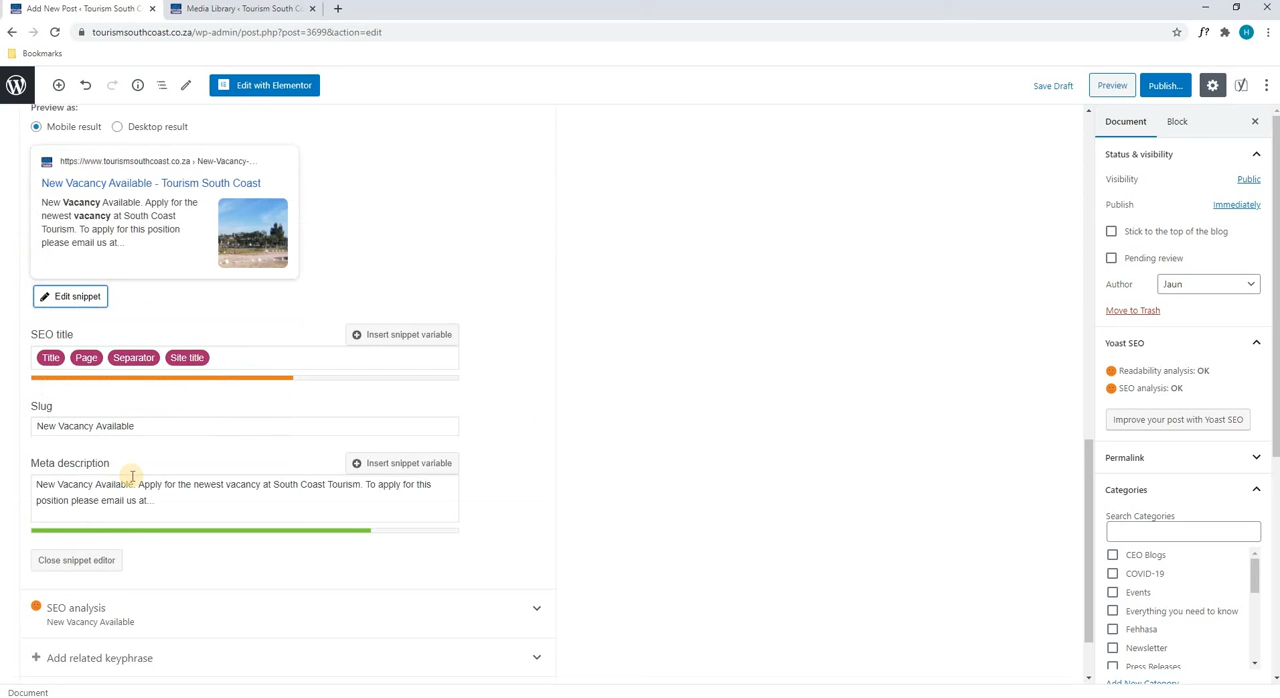 Add New Post ‹ Tourism South C
Media Library ‹ Tourism South Co
tourismsouthcoast.co.za/wp-admin/post.php?post=3699&action=edit
f?
H
Bookmarks
Edit with Elementor
Save Draft
Preview
Publish...
Preview as:
Mobile result
Desktop result
https://www.tourismsouthcoast.co.za › New-Vacancy-...
New Vacancy Available - Tourism South Coast
New Vacancy Available. Apply for the
newest vacancy at South Coast
Tourism. To apply for this position
please email us at...
Edit snippet
SEO title
Insert snippet variable
Title Page Separator Site title
Slug
New Vacancy Available
Meta description
Insert snippet variable
New Vacancy Available. Apply for the newest vacancy at South Coast Tourism. To apply for this
position please email us at...
Close snippet editor
SEO analysis
New Vacancy Available
Add related keyphrase
Document
Document
Block
Status & visibility
Visibility
Public
Publish
Immediately
Stick to the top of the blog
Pending review
Author
Jaun
Move to Trash
Yoast SEO
Readability analysis: OK
SEO analysis: OK
Improve your post with Yoast SEO
Permalink
Categories
Search Categories
CEO Blogs
COVID-19
Events
Everything you need to know
Fehhasa
Newsletter
Press Releases
Add New Category